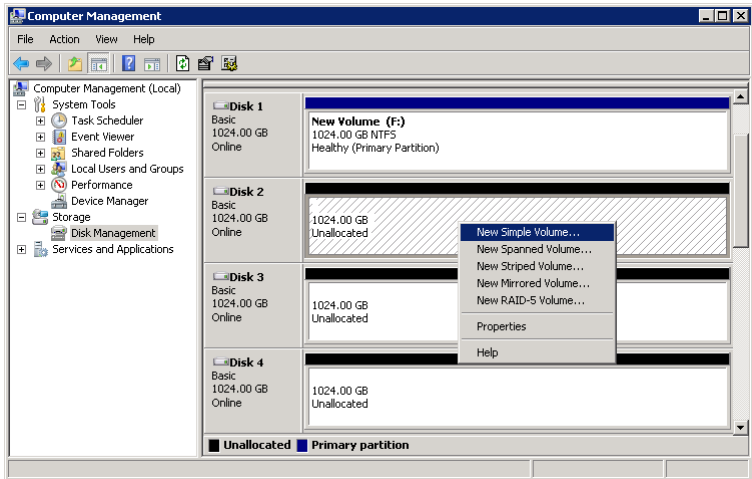 Computer Management
File Action View Help
Computer Management (Local)
System Tools
Task Scheduler
Event Viewer
Shared Folders
Local Users and Groups
Performance
Device Manager
Storage
Disk Management
Services and Applications
Disk 1
Basic
1024.00 GB
Online
New Volume (F:)
1024.00 GB NTFS
Healthy (Primary Partition)
Disk 2
Basic
1024.00 GB
Online
1024.00 GB
Unallocated
New Simple Volume...
New Spanned Volume...
New Striped Volume...
New Mirrored Volume...
New RAID-5 Volume...
Properties
Help
Disk 3
Basic
1024.00 GB
Online
1024.00 GB
Unallocated
Disk 4
Basic
1024.00 GB
Online
1024.00 GB
Unallocated
Unallocated Primary partition